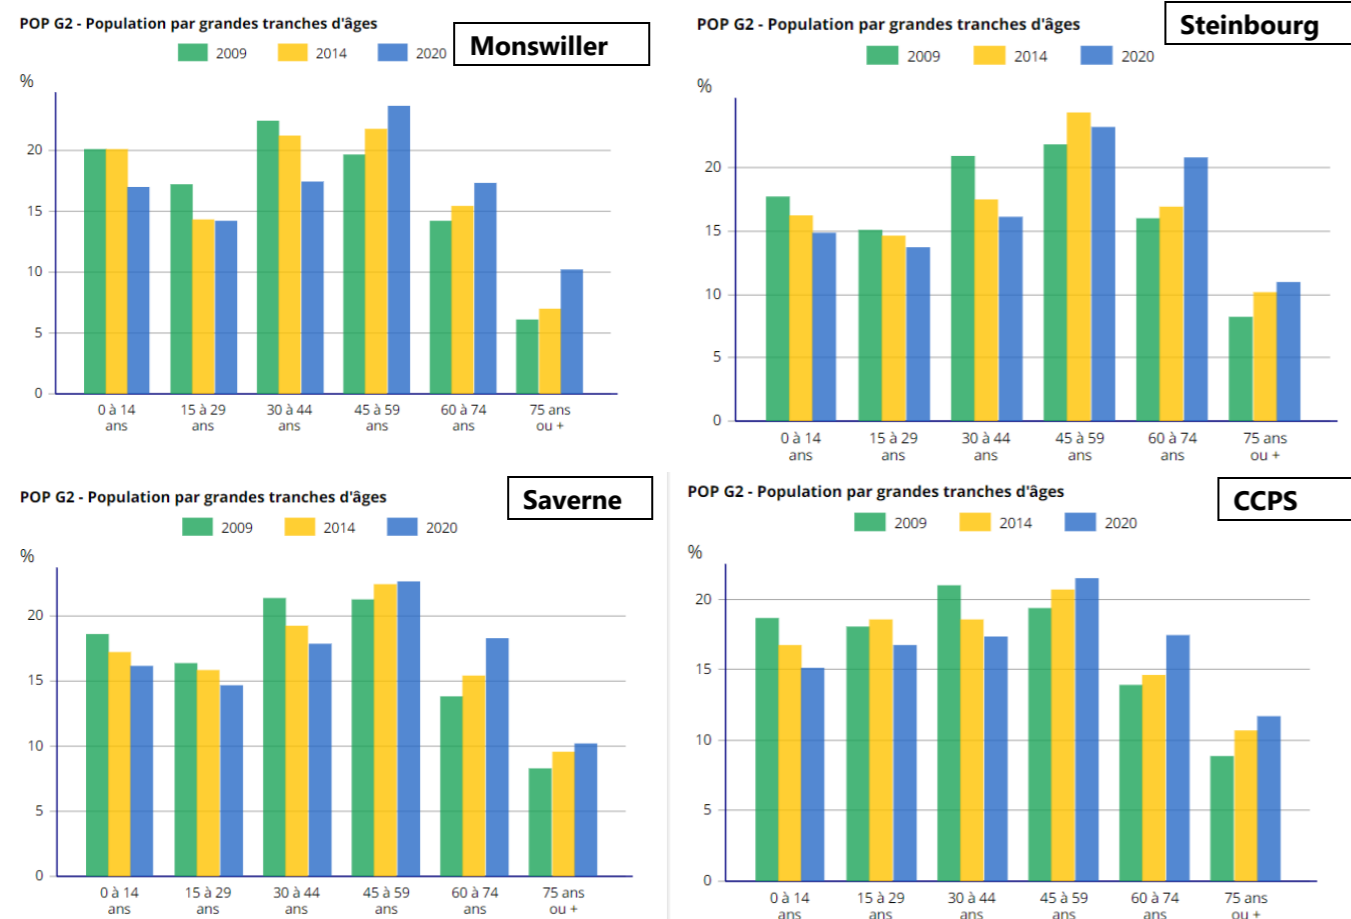 POP G2 - Population par grandes tranches d'âges
Monswiller
2009 2014 2020
%
20
15
10
5
0
0 à 14 15 à 29 30 à 44 45 à 59 60 à 74 75 ans
ans ans ans ans ans ou +
POP G2 - Population par grandes tranches d'âges
Steinbourg
2009 2014 2020
%
20
15
10
5
0
0 à 14 15 à 29 30 à 44 45 à 59 60 à 74 75 ans
ans ans ans ans ans ou +
POP G2 - Population par grandes tranches d'âges
Saverne
2009 2014 2020
%
20
15
10
5
0
0 à 14 15 à 29 30 à 44 45 à 59 60 à 74 75 ans
ans ans ans ans ans ou +
POP G2 - Population par grandes tranches d'âges
CCPS
2009 2014 2020
%
20
15
10
5
0
0 à 14 15 à 29 30 à 44 45 à 59 60 à 74 75 ans
ans ans ans ans ans ou +